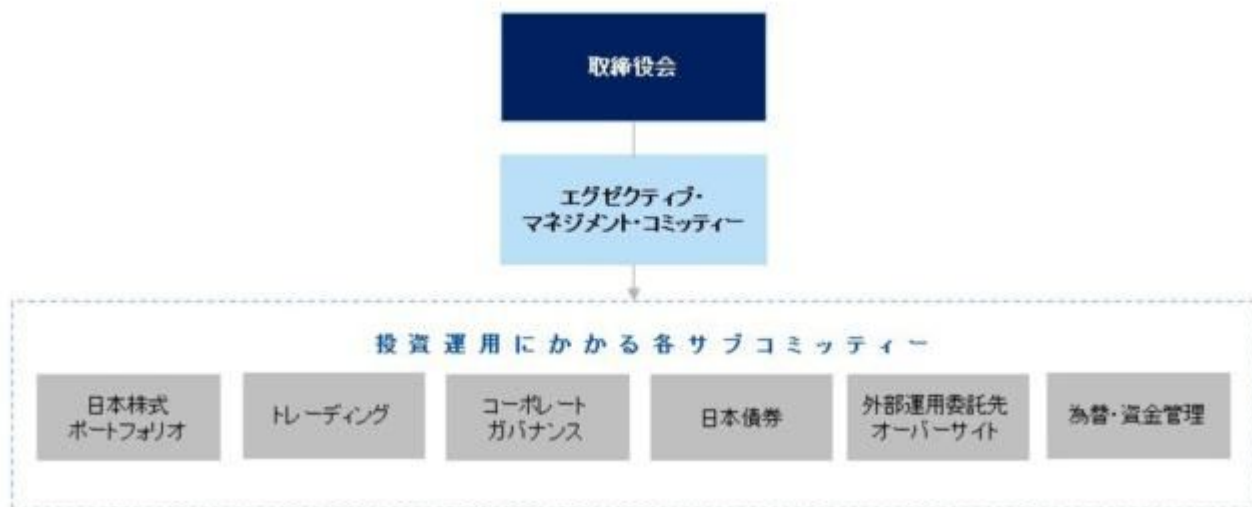 取締役会
エグゼクティブ・
マネジメント・コミッティー
投資運用にかかる各サブコミッティー
日本株式
ポートフォリオ
トレーディング
コーポレート
ガバナンス
日本債券
外部運用委託先
オーバーサイト
為替・資金管理